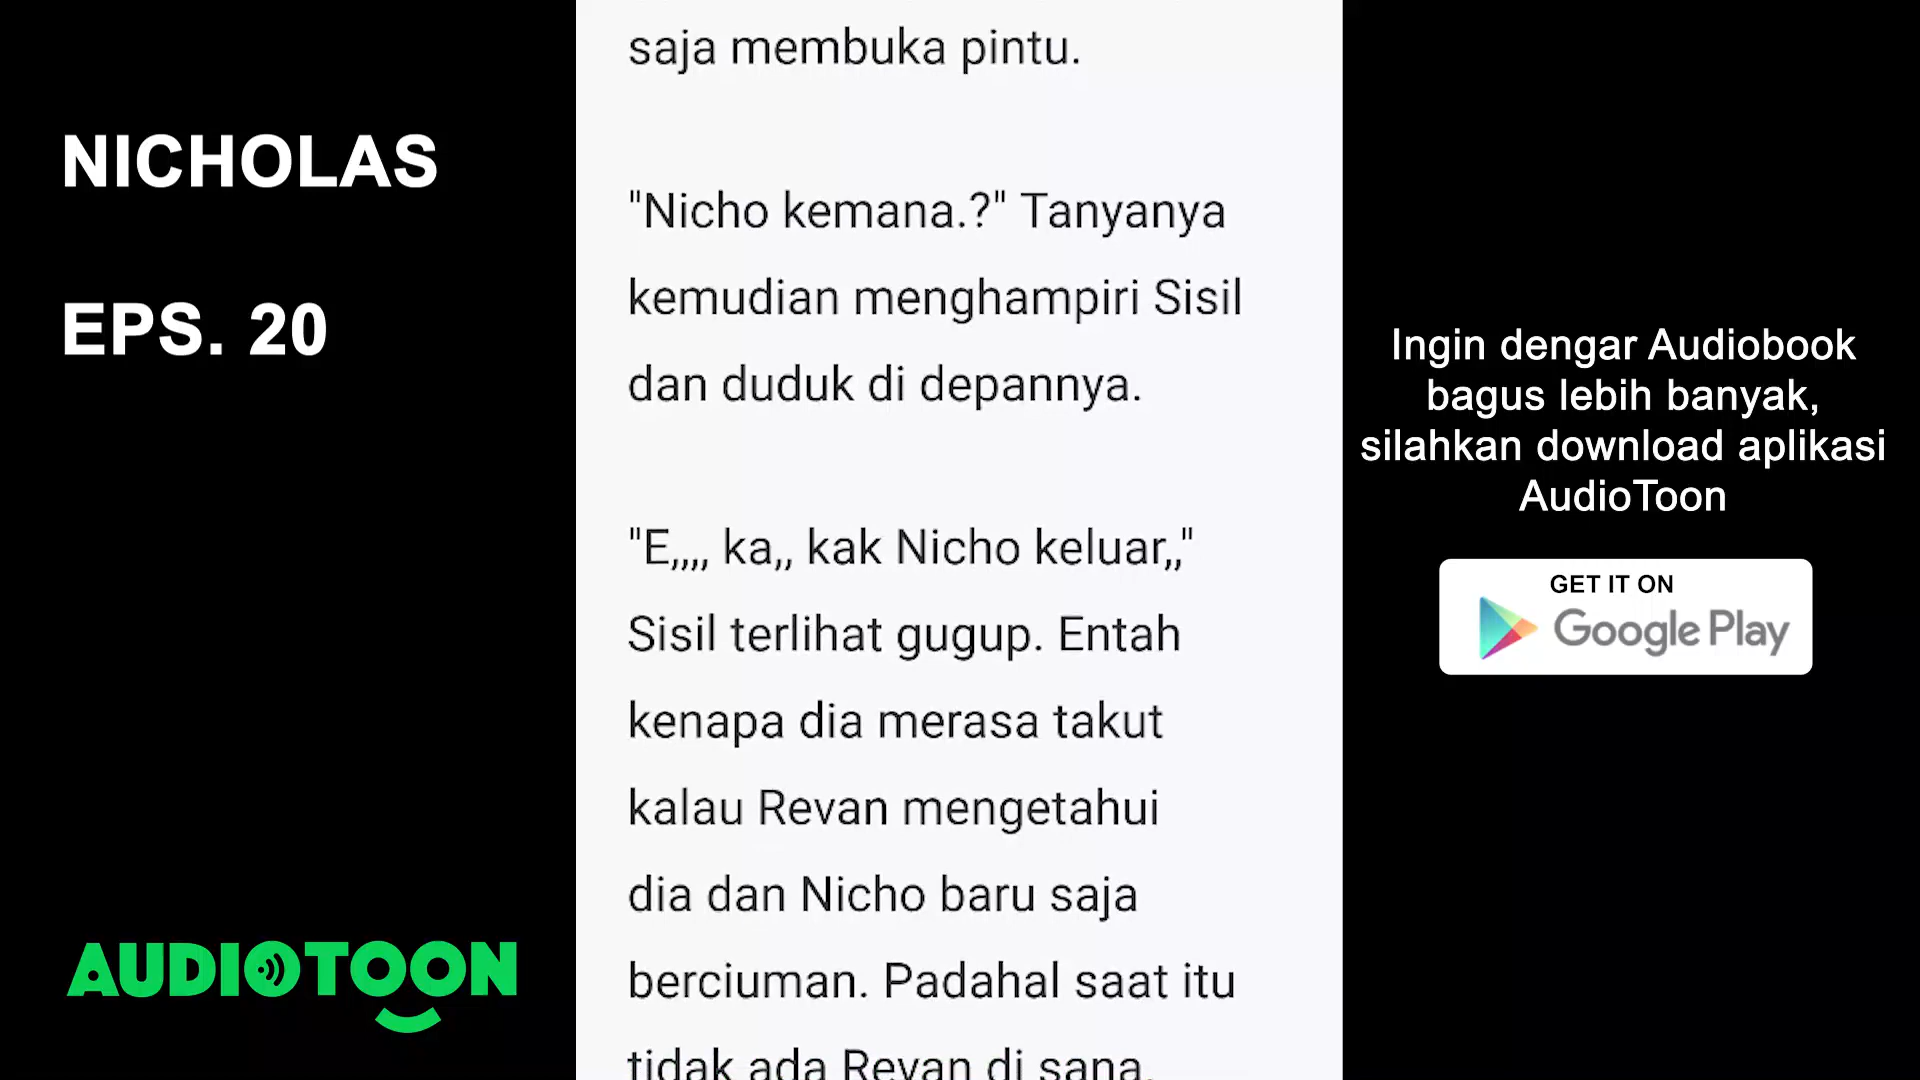 NICHOLAS
EPS. 20
AUDIOTOON
saja membuka pintu.
"Nicho kemana.?" Tanyanya
kemudian menghampiri Sisil
dan duduk di depannya.
"E,,,, ka,, kak Nicho keluar,,"
Sisil terlihat gugup. Entah
kenapa dia merasa takut
kalau Revan mengetahui
dia dan Nicho baru saja
berciuman. Padahal saat itu
tidak ada Revan di sana.
Ingin dengar Audiobook
bagus lebih banyak,
silahkan download aplikasi
AudioToon
GET IT ON
Google Play